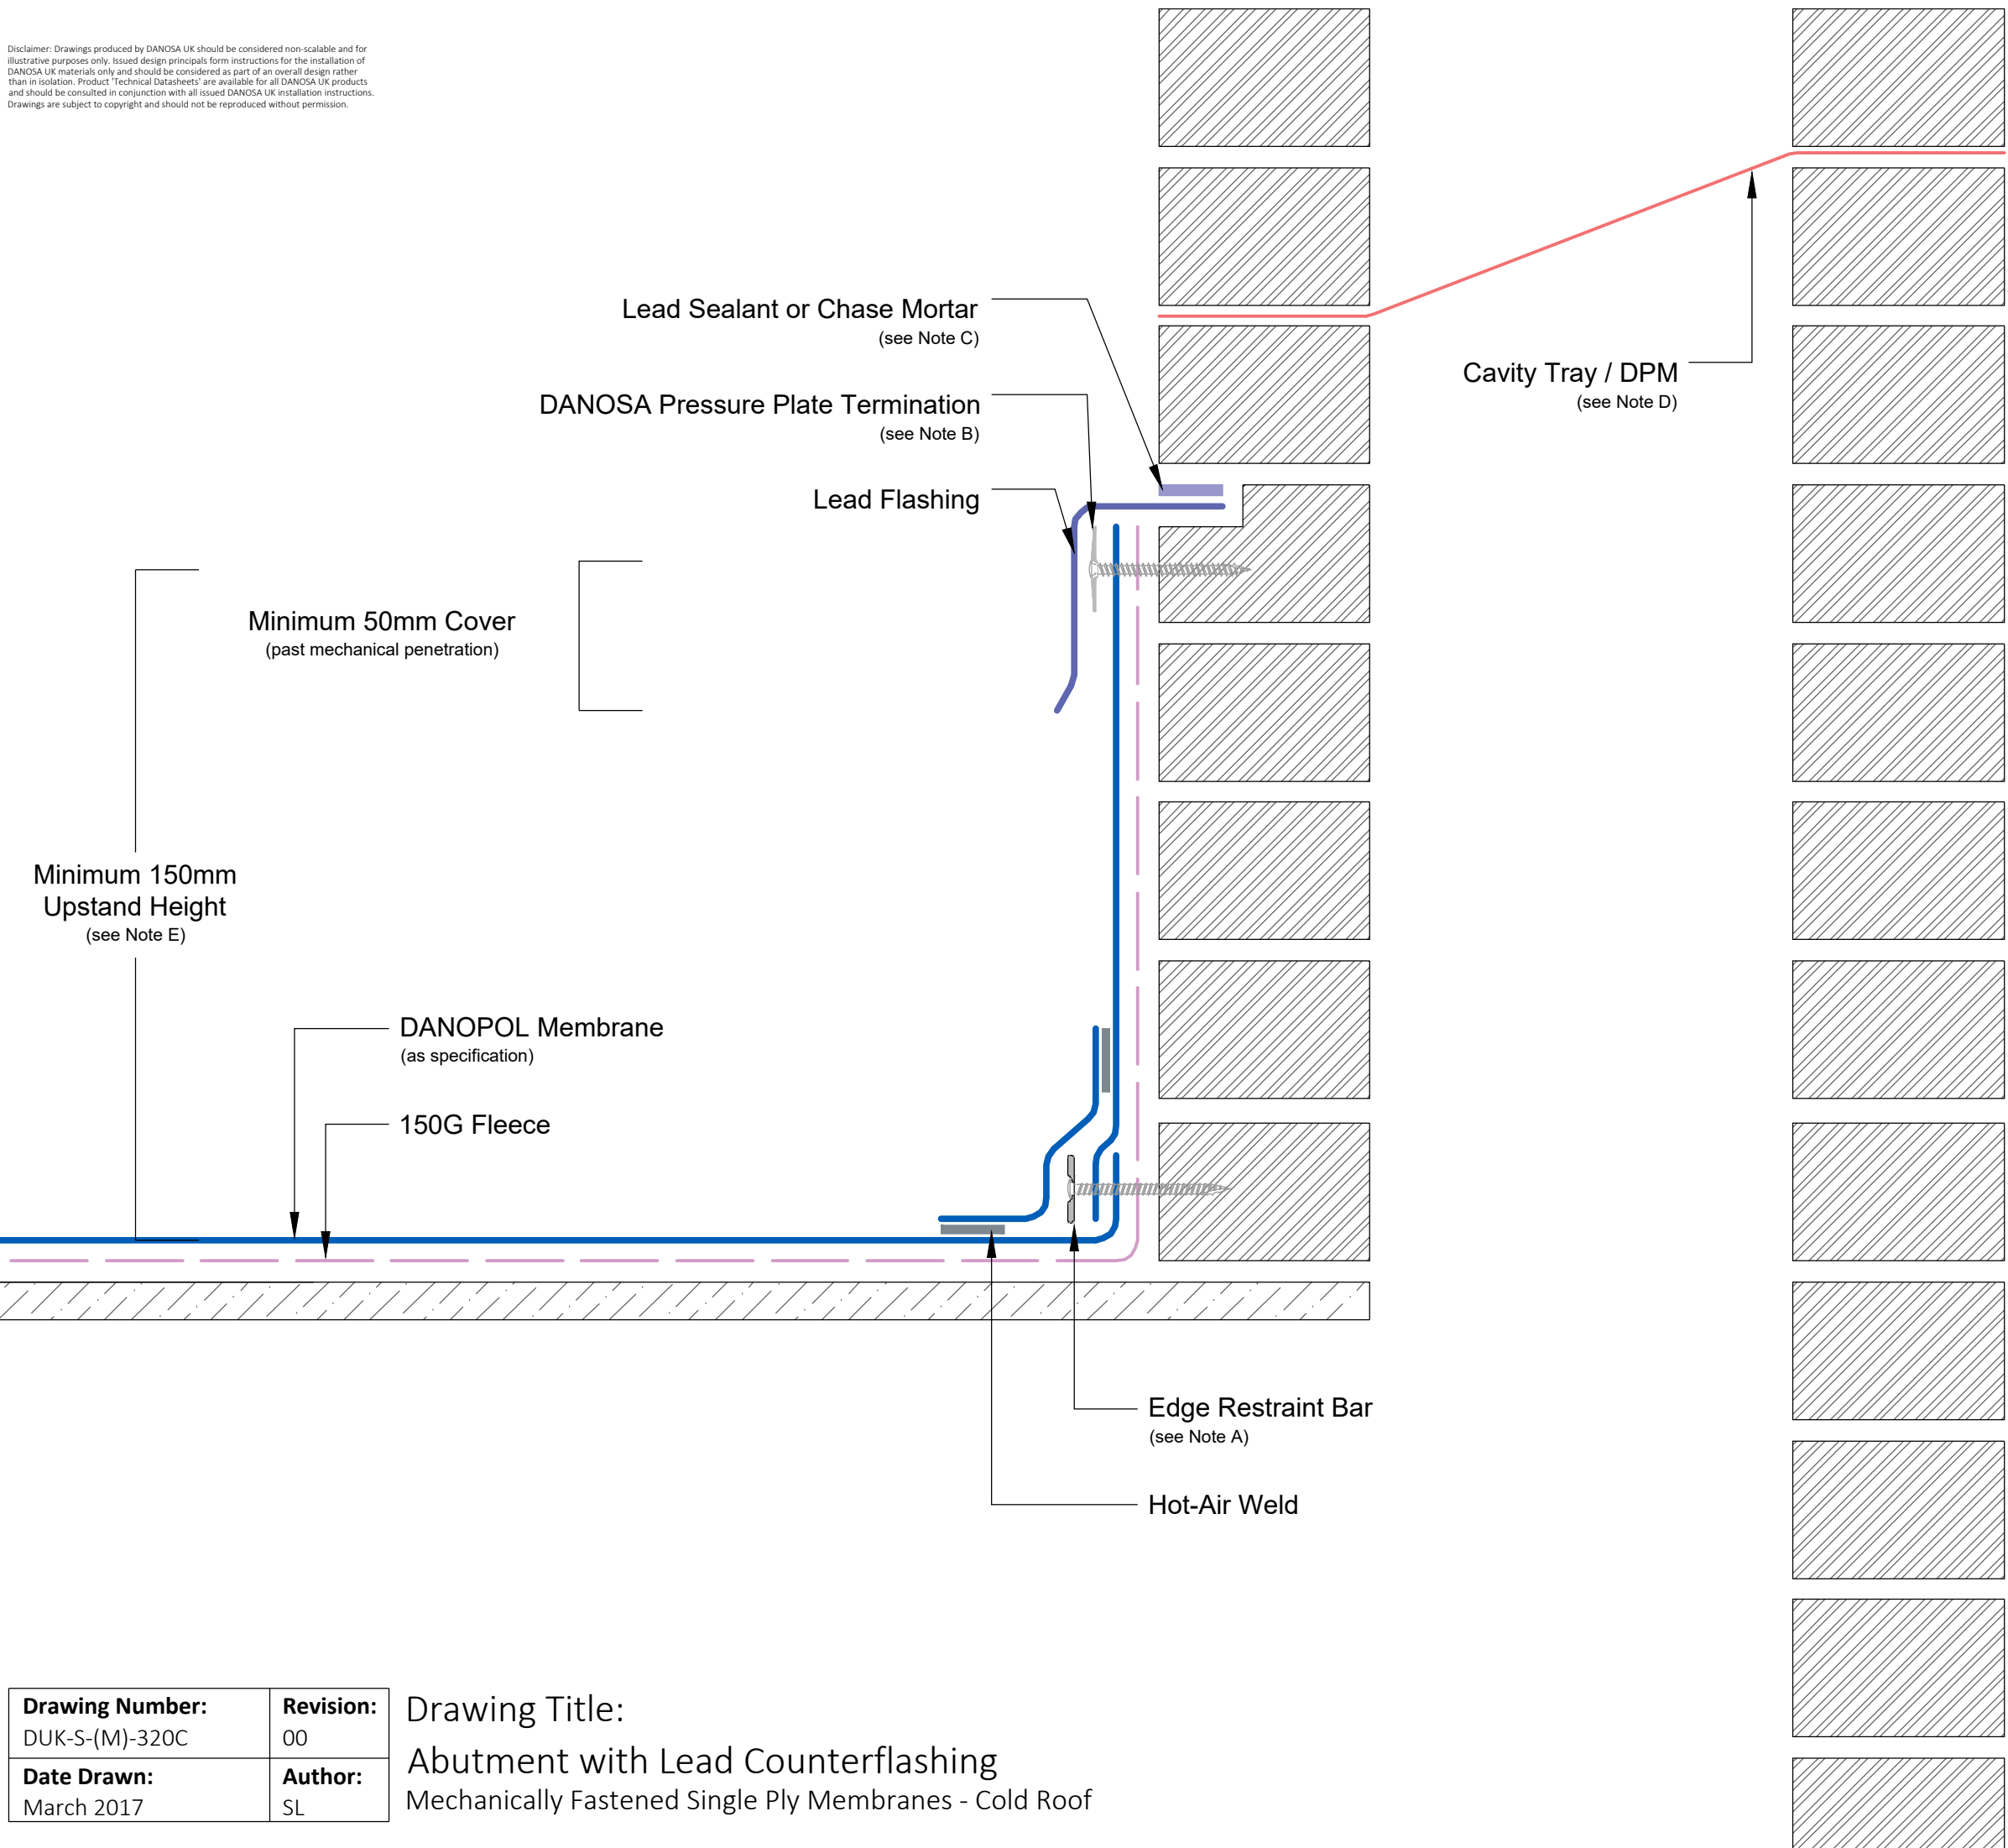 Disclaimer: Drawings produced by DANOSA UK should be considered non-scalable and for
illustrative purposes only. Issued design principals form instructions for the installation of
DANOSA UK materials only and should be considered as part of an overall design rather
than in isolation. Product 'Technical Datasheets' are available for all DANOSA UK products
and should be consulted in conjunction with all issued DANOSA UK installation instructions.
Drawings are subject to copyright and should not be reproduced without permission.
Lead Sealant or Chase Mortar
(see Note C)
DANOSA Pressure Plate Termination
(see Note B)
Lead Flashing
Cavity Tray / DPM
(see Note D)
Minimum 50mm Cover
(past mechanical penetration)
Minimum 150mm
Upstand Height
(see Note E)
DANOPOL Membrane
(as specification)
150G Fleece
Edge Restraint Bar
(see Note A)
Hot-Air Weld
Drawing Number:
DUK-S-(M)-320C
Revision:
00
Date Drawn:
March 2017
Author:
SL
Drawing Title:
Abutment with Lead Counterflashing
Mechanically Fastened Single Ply Membranes - Cold Roof